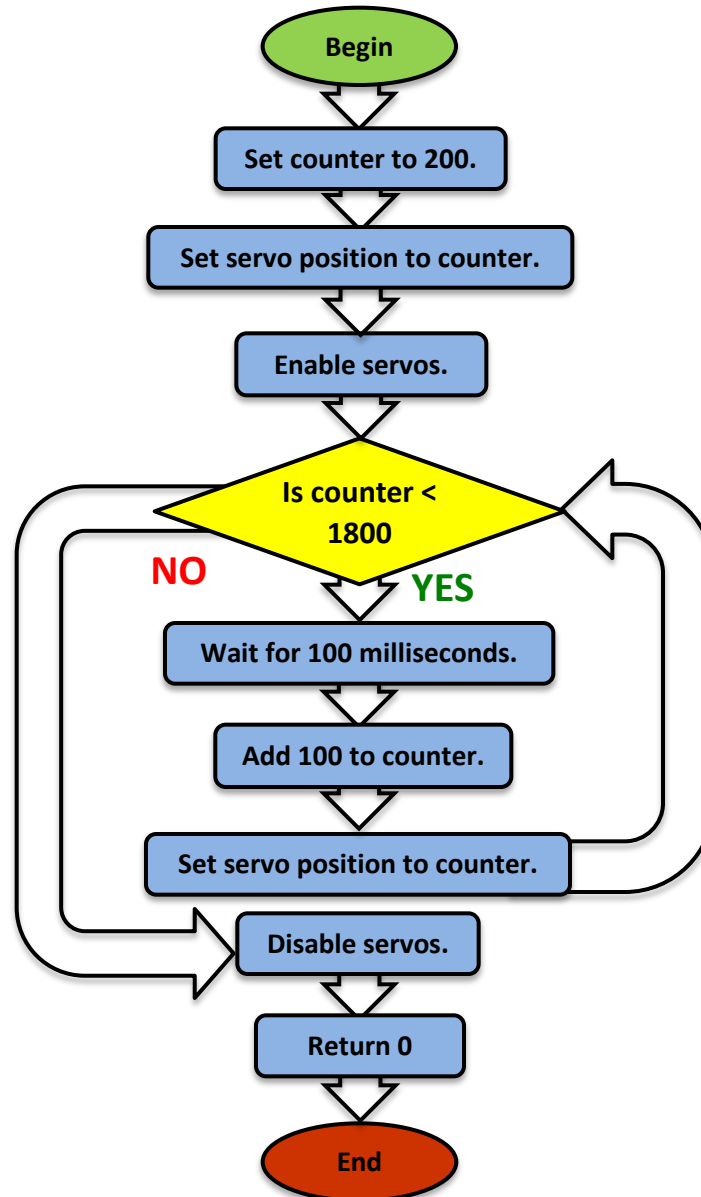 Begin
Set counter to 200.
Set servo position to counter.
Enable servos.
Is counter <
1800
NO
YES
Wait for 100 milliseconds.
Add 100 to counter.
Set servo position to counter.
Disable servos.
Return 0
End